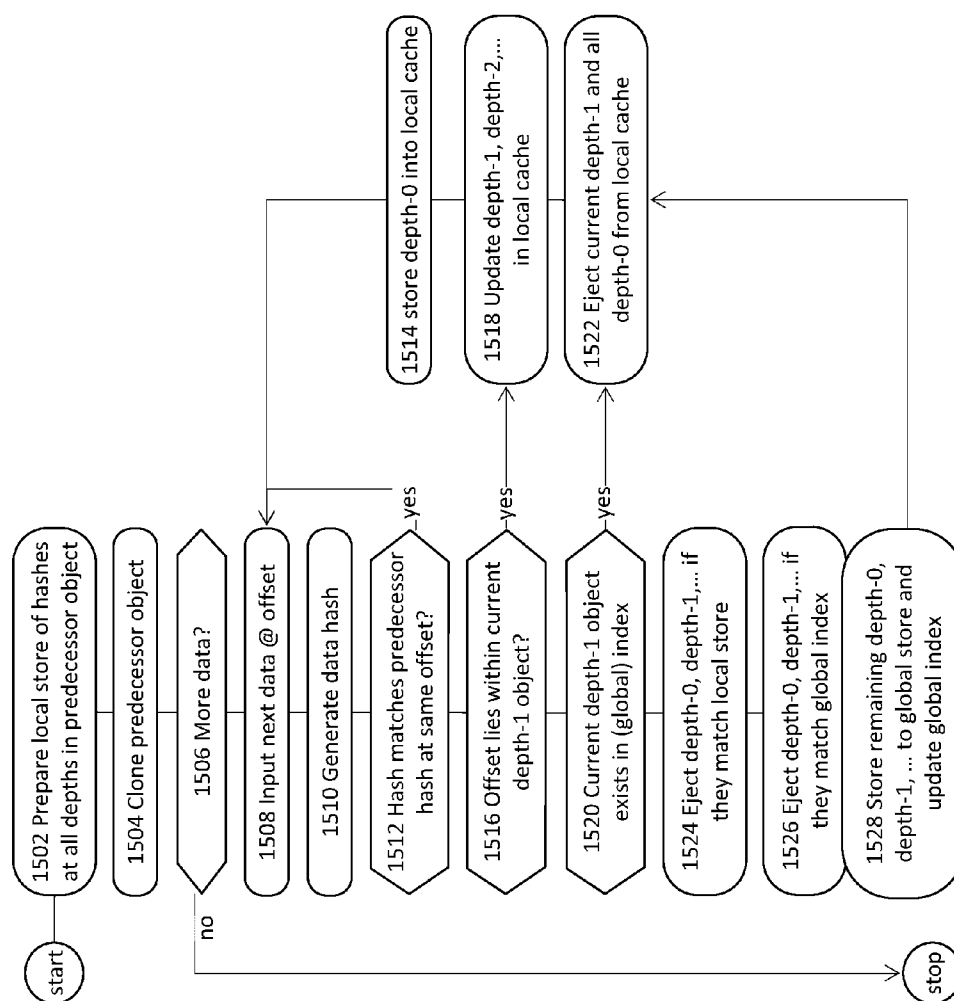 start
1502 Prepare local store of hashes
at all depths in predecessor object
1504 Clone predecessor object
1506 More data?
no
1508 Input next data @ offset
1510 Generate data hash
1512 Hash matches predecessor
hash at same offset?
yes
1514 store depth-0 into local cache
1516 Offset lies within current
depth-1 object?
yes
1518 Update depth-1, depth-2,...
in local cache
1520 Current depth-1 object
exists in (global) index
yes
1522 Eject current depth-1 and all
depth-0 from local cache
1524 Eject depth-0, depth-1,... if
they match local store
1526 Eject depth-0, depth-1,... if
they match global index
1528 Store remaining depth-0,
depth-1, ... to global store and
update global index
stop